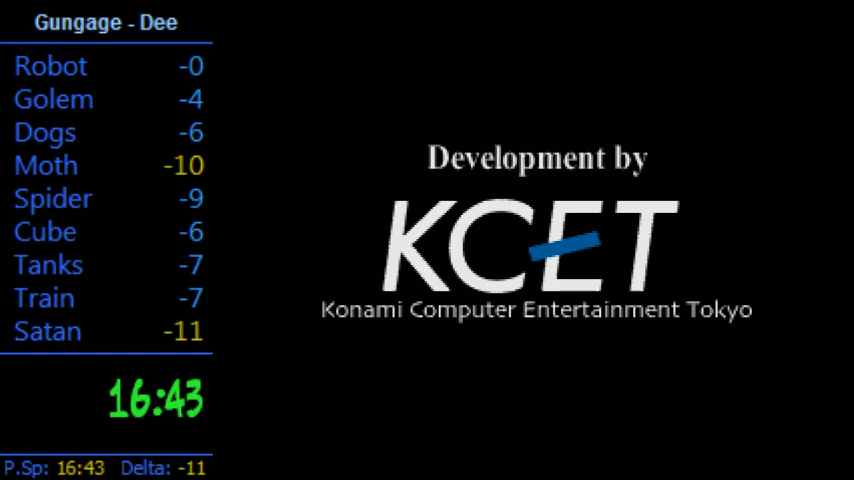 Gungage - Dee
Robot -0
Golem -4
Dogs -6
Moth -10
Spider -9
Cube -6
Tanks -7
Train -7
Satan -11
16:43
P.Sp: 16:43 Delta: -11
Development by
KCET
Konami Computer Entertainment Tokyo